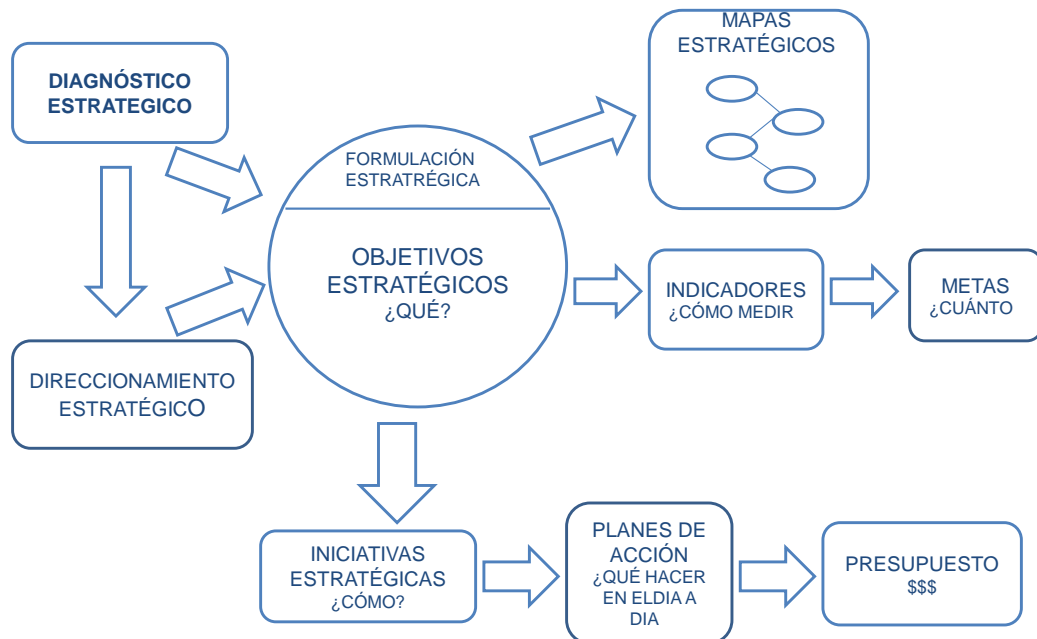 DIAGNÓSTICO
ESTRATEGICO
MAPAS
ESTRATÉGICOS
FORMULACIÓN
ESTRATRÉGICA
OBJETIVOS
ESTRATÉGICOS
¿QUÉ?
INDICADORES
¿CÓMO MEDIR
METAS
¿CUÁNTO
DIRECCIONAMIENTO
ESTRATÉGICO
INICIATIVAS
ESTRATÉGICAS
¿CÓMO?
PLANES DE
ACCIÓN
¿QUÉ HACER
EN ELDIA A
DIA
PRESUPUESTO
$$$